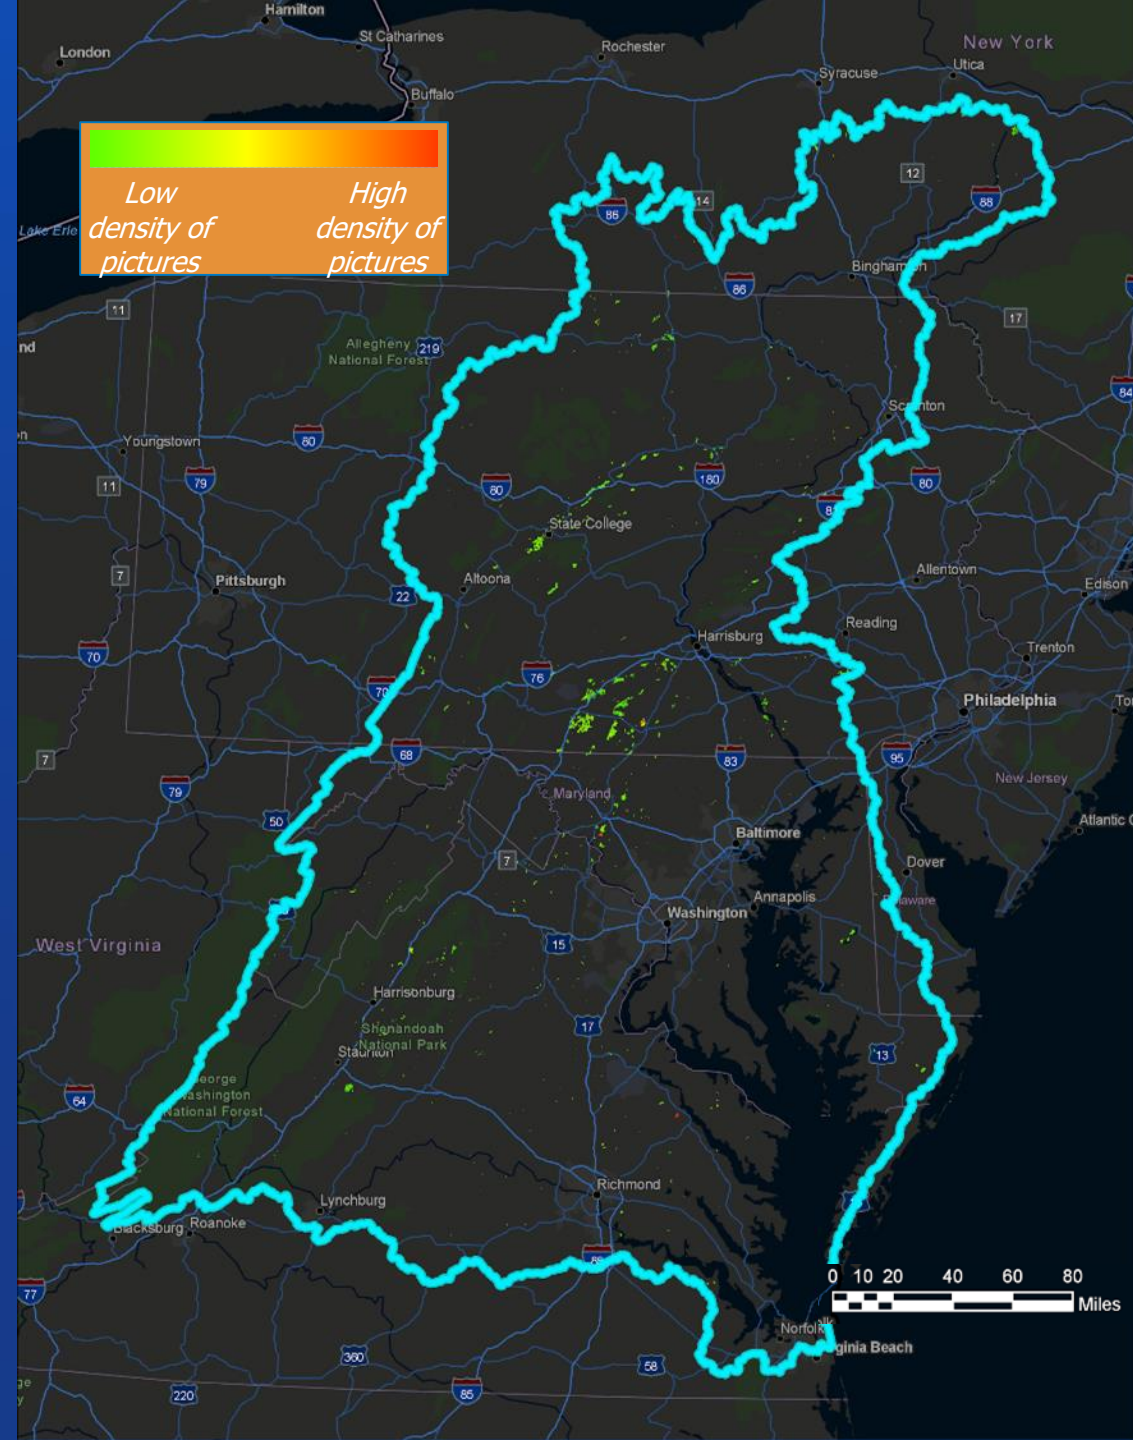 Hamilton
London
St Catharines
Rochester
New York
Syracuse
Utica
Buffalo
Low
density of
pictures
High
density of
pictures
Lake Erie
12
14
86
88
Binghamton
86
11
17
nd
Allegheny
National Forest
219
84
Scranton
Youngstown
80
79
11
80
180
80
State College
7
Pittsburgh
Altoona
22
Allentown
Edison
Reading
Harrisburg
Trenton
70
76
70
Philadelphia
68
83
95
7
79
New Jersey
Maryland
50
Baltimore
Atlantic
7
Dover
Annapolis
Washington
West Virginia
15
Harrisonburg
17
Shenandoah
National Park
Staunton
13
64
National Forest
Richmond
Lynchburg
Blacksburg
Roanoke
77
0 10 20 40 60 80
Miles
Norfolk
360
58
220
85